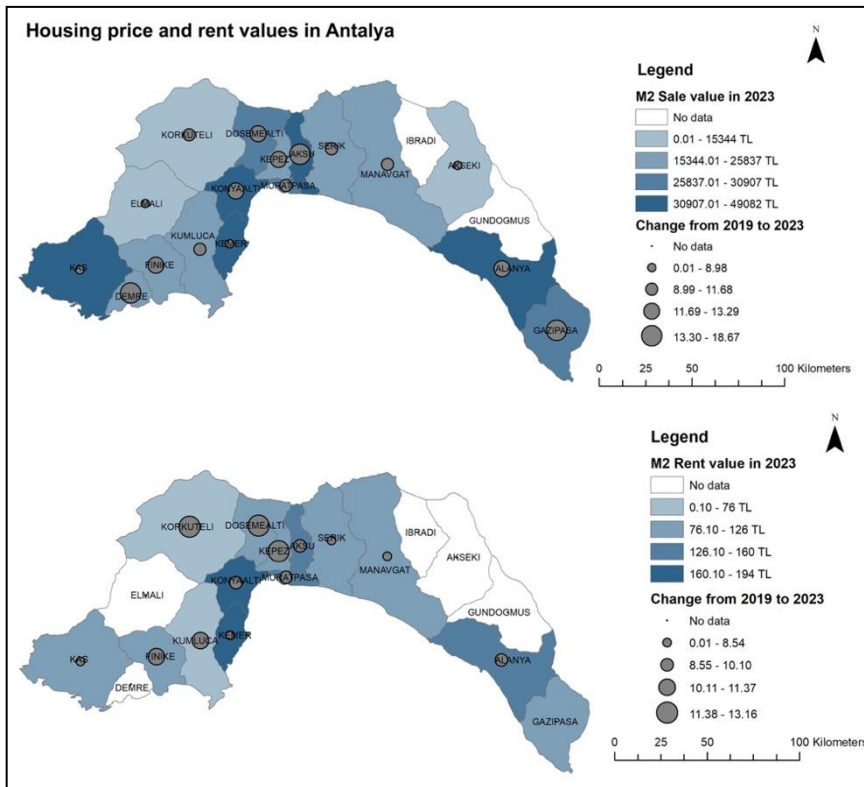 Housing price and rent values in Antalya
N
Legend
M2 Sale value in 2023
No data
0.01 - 15344 TL
15344.01 - 25837 TL
25837.01 - 30907 TL
30907.01 - 49082 TL
Change from 2019 to 2023
No data
0.01 - 8.98
8.99 - 11.68
11.69 - 13.29
13.30 - 18.67
0 25 50 100 Kilometers
KORKUTELI
DOSEMEALTI
KEPEZ
AKSU
SERIK
IBRADI
MANAVGAT
AKSEKI
ELMALI
KONYAALTI
MURATPASA
GUNDOGMUS
KUMLUCA
KEMER
KAS
FINIKE
DEMRE
ALANYA
GAZIPASA
N
Legend
M2 Rent value in 2023
No data
0.10 - 76 TL
76.10 - 126 TL
126.10 - 160 TL
160.10 - 194 TL
Change from 2019 to 2023
No data
0.01 - 8.54
8.55 - 10.10
10.11 - 11.37
11.38 - 13.16
0 25 50 100 Kilometers
KORKUTELI
DOSEMEALTI
KEPEZ
AKSU
SERIK
IBRADI
MANAVGAT
AKSEKI
ELMALI
KONYAALTI
MURATPASA
GUNDOGMUS
KUMLUCA
KEMER
KAS
FINIKE
DEMRE
ALANYA
GAZIPASA